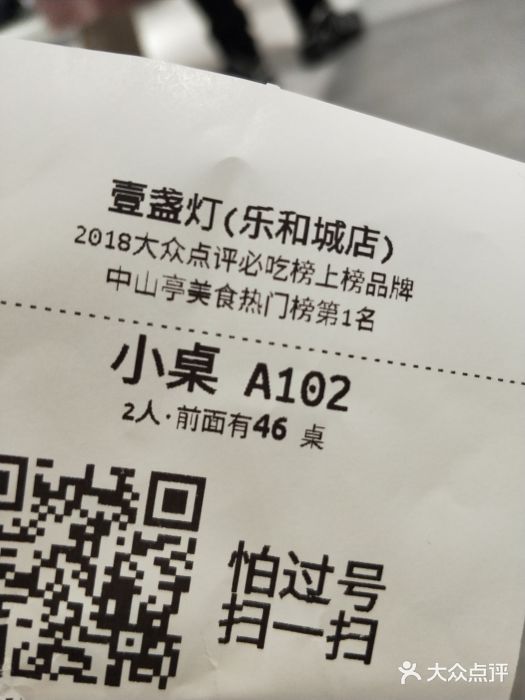 壹盏灯(乐和城店)
2018大众点评必吃榜上榜品牌
中山亭美食热门榜第1名
小桌 A102
2人·前面有46 桌
怕过号
扫一扫
大众点评